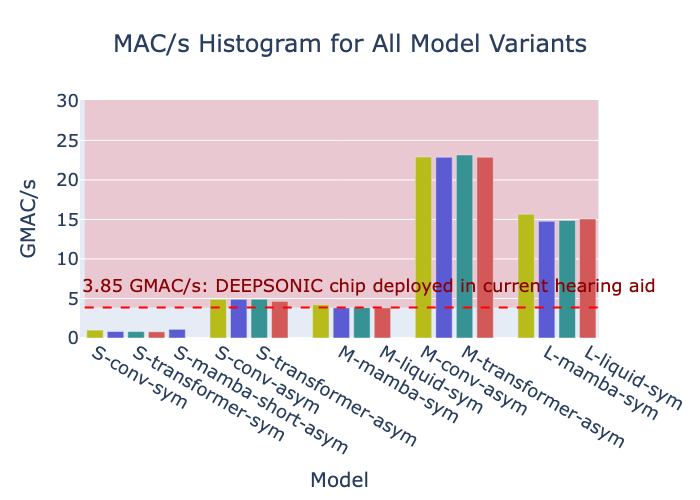 MAC/s Histogram for All Model Variants
30
25
20
15
10
5
0
GMAC/s
3.85 GMAC/s: DEEPSONIC chip deployed in current hearing aid
S-conv-sym
S-transformer-sym
S-mamba-short-asym
S-conv-asym
S-transformer-asym
M-mamba-sym
M-liquid-sym
M-conv-asym
M-transformer-asym
L-mamba-sym
L-liquid-sym
Model